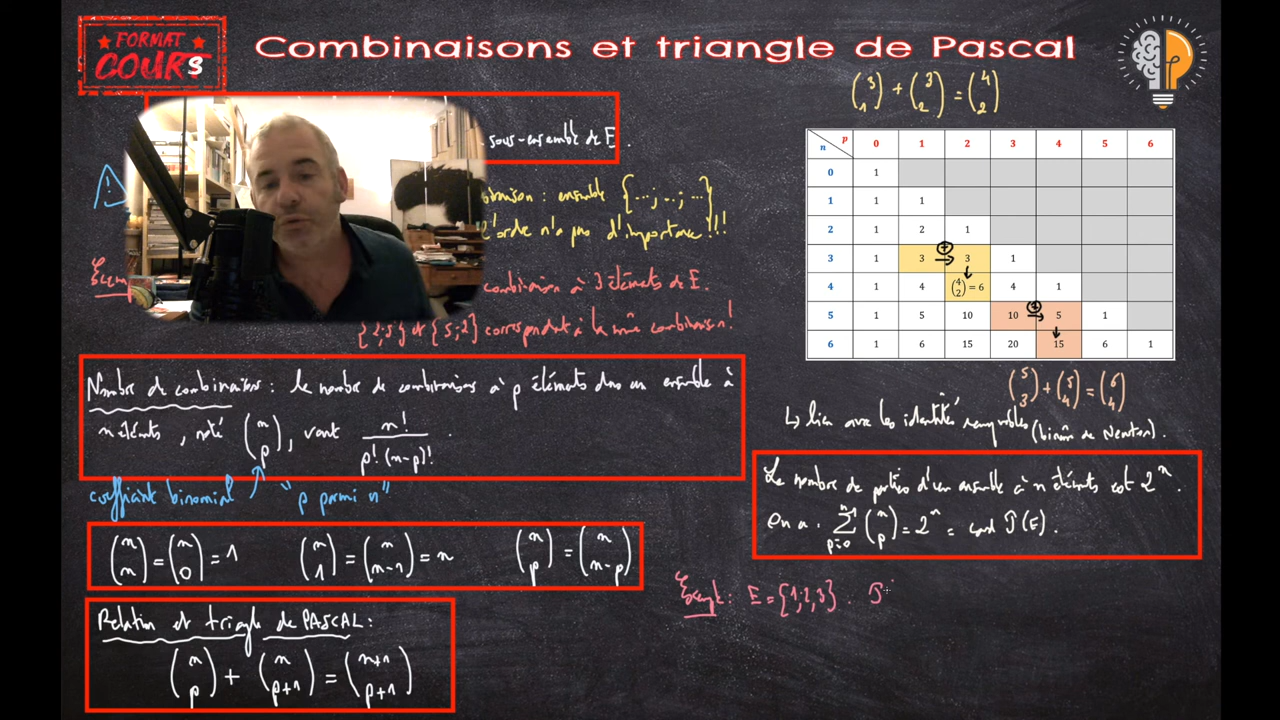 FORMAT
COURS
Combinaisons et triangle de Pascal
sous-ensemble de E.
: ensemble {...;...;...}
l'ordre n'a pas d'importance !!!
combinaison à 3 éléments de E.
{2;5} et {5;2} correspondent à la même combinaison!
Nombre de combinaisons : le nombre de combinaisons à p éléments dans un ensemble à
n éléments, noté (n p), vaut n! / p!(n-p)! .
coefficient binomial "p parmi n"
(n n) = (n 0) = 1 (n 1) = (n n-1) = n (n p) = (n n-p)
Relation et triangle de PASCAL :
(n p) + (n p+1) = (n+1 p+1)
(3 1) + (3 2) = (4 2)
n p 0 1 2 3 4 5 6
0 1
1 1 1
2 1 2 1
3 1 3 + 3 1
4 1 4 (4 2) = 6 4 1
5 1 5 10 10 + 5 1
6 1 6 15 20 15 6 1
(5 3) + (5 4) = (6 4)
↳ lien avec les identités remarquables (binôme de Newton).
Le nombre de parties d'un ensemble à n éléments est 2^n.
On a : ∑ p=0 n (n p) = 2^n = card P(E).
Exemple : E = {1;2;3}. P